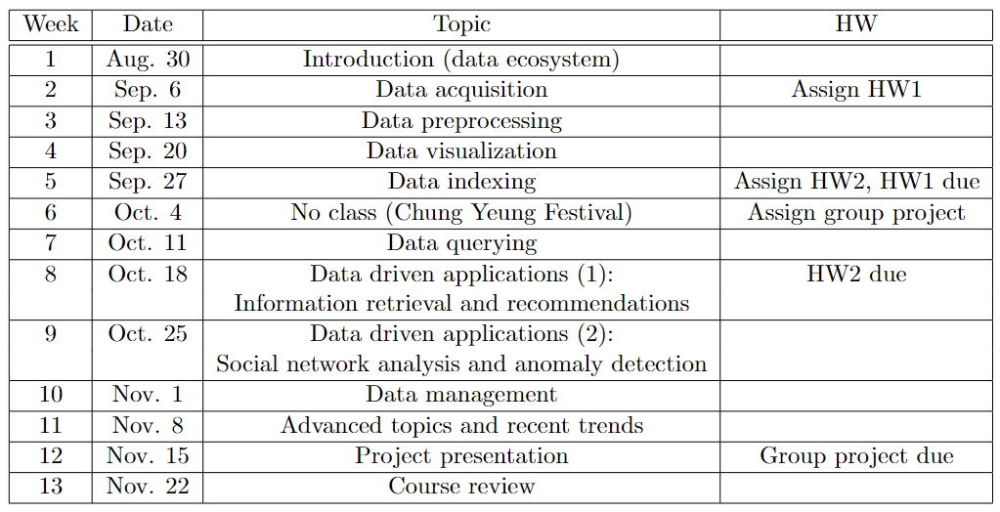 Week Date Topic HW
1 Aug. 30 Introduction (data ecosystem)
2 Sep. 6 Data acquisition Assign HW1
3 Sep. 13 Data preprocessing
4 Sep. 20 Data visualization
5 Sep. 27 Data indexing Assign HW2, HW1 due
6 Oct. 4 No class (Chung Yeung Festival) Assign group project
7 Oct. 11 Data querying
8 Oct. 18 Data driven applications (1): HW2 due
Information retrieval and recommendations
9 Oct. 25 Data driven applications (2):
Social network analysis and anomaly detection
10 Nov. 1 Data management
11 Nov. 8 Advanced topics and recent trends
12 Nov. 15 Project presentation Group project due
13 Nov. 22 Course review